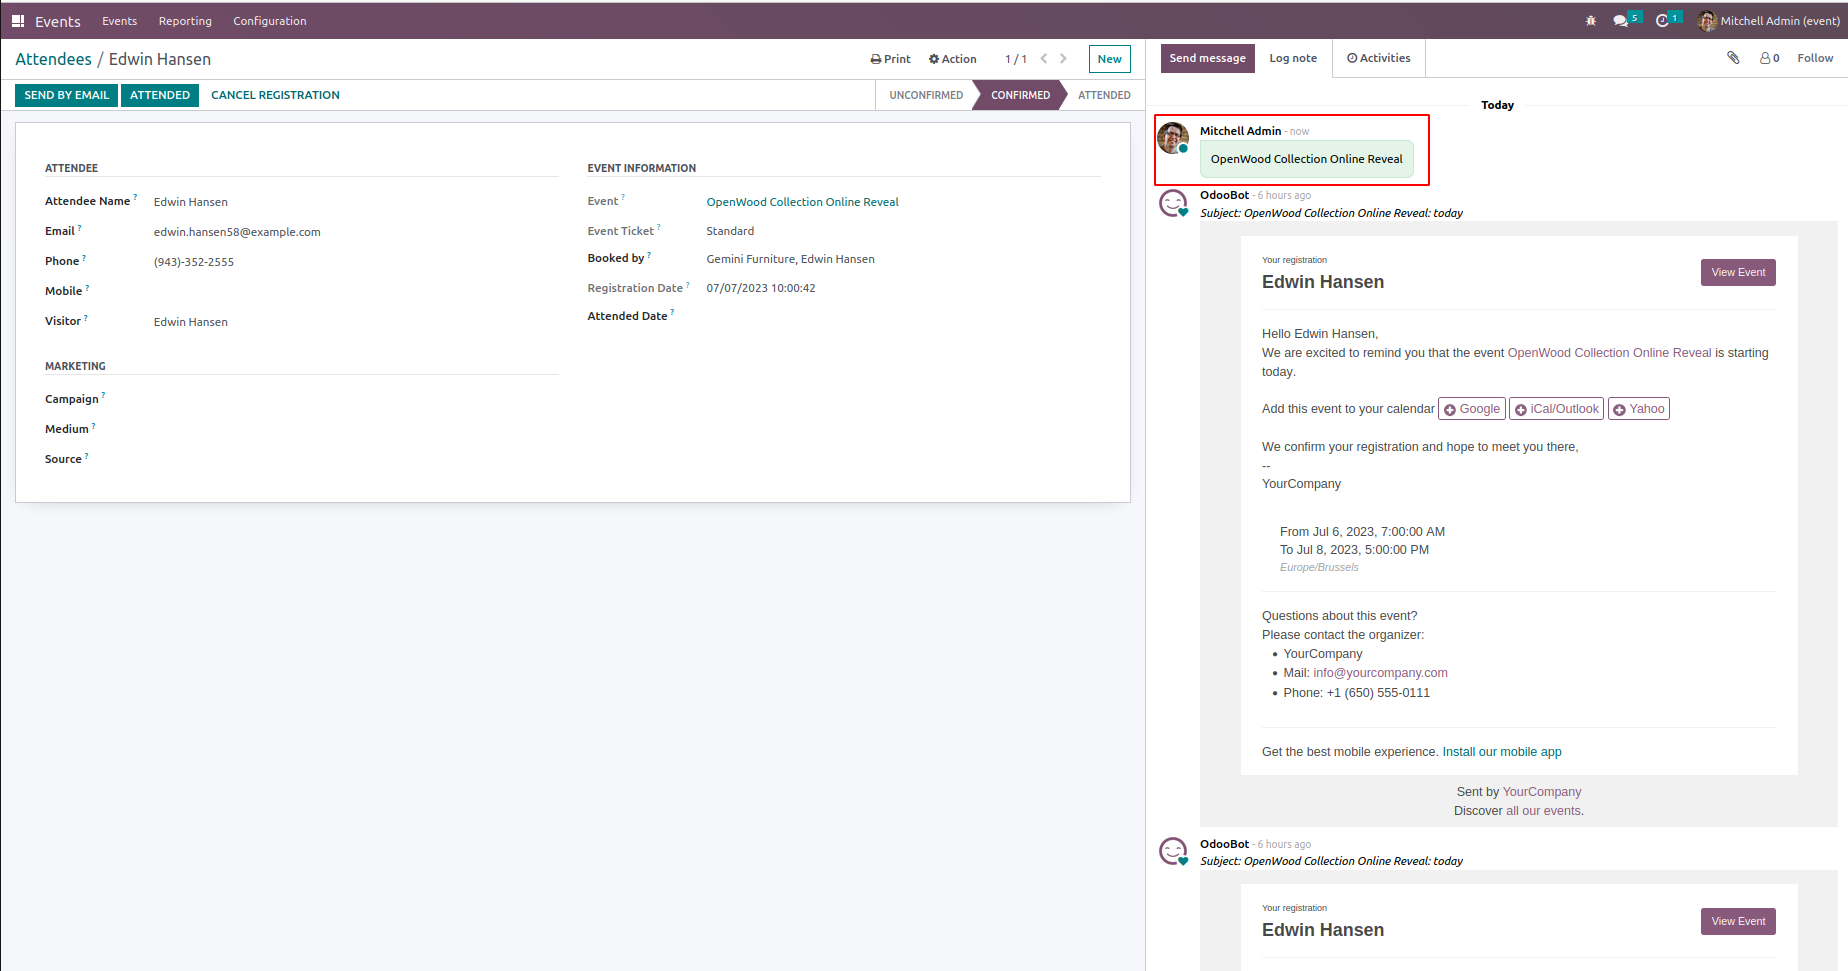 Events Events Reporting Configuration 5 1 Mitchell Admin (event)
Attendees / Edwin Hansen Print Action 1 / 1 New
Send message Log note Activities 0 Follow
SEND BY EMAIL ATTENDED CANCEL REGISTRATION UNCONFIRMED CONFIRMED ATTENDED
ATTENDEE
Attendee Name ? Edwin Hansen
Email ? edwin.hansen58@example.com
Phone ? (943)-352-2555
Mobile ?
Visitor ? Edwin Hansen
MARKETING
Campaign ?
Medium ?
Source ?
EVENT INFORMATION
Event ? OpenWood Collection Online Reveal
Event Ticket ? Standard
Booked by ? Gemini Furniture, Edwin Hansen
Registration Date ? 07/07/2023 10:00:42
Attended Date ?
Today
Mitchell Admin - now
OpenWood Collection Online Reveal
OdooBot - 6 hours ago
Subject: OpenWood Collection Online Reveal: today
Your registration
Edwin Hansen
View Event
Hello Edwin Hansen,
We are excited to remind you that the event OpenWood Collection Online Reveal is starting
today.
Add this event to your calendar Google iCal/Outlook Yahoo
We confirm your registration and hope to meet you there,
--
YourCompany
From Jul 6, 2023, 7:00:00 AM
To Jul 8, 2023, 5:00:00 PM
Europe/Brussels
Questions about this event?
Please contact the organizer:
• YourCompany
• Mail: info@yourcompany.com
• Phone: +1 (650) 555-0111
Get the best mobile experience. Install our mobile app
Sent by YourCompany
Discover all our events.
OdooBot - 6 hours ago
Subject: OpenWood Collection Online Reveal: today
Your registration
Edwin Hansen
View Event